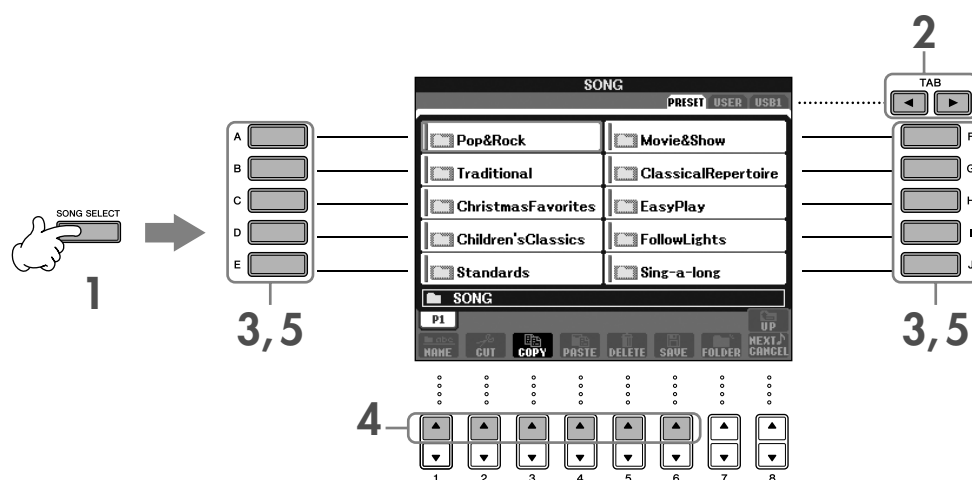 2
TAB
SONG
PRESET USER USB1
A
Pop&Rock
Movie&Show
F
B
Traditional
ClassicalRepertoire
G
C
ChristmasFavorites
EasyPlay
H
SONG SELECT
D
Children'sClassics
FollowLights
I
E
Standards
Sing-a-long
J
1
3, 5
3, 5
SONG
P1
UP
NAME CUT COPY PASTE DELETE SAVE FOLDER NEXT CANCEL
4
1 2 3 4 5 6 7 8